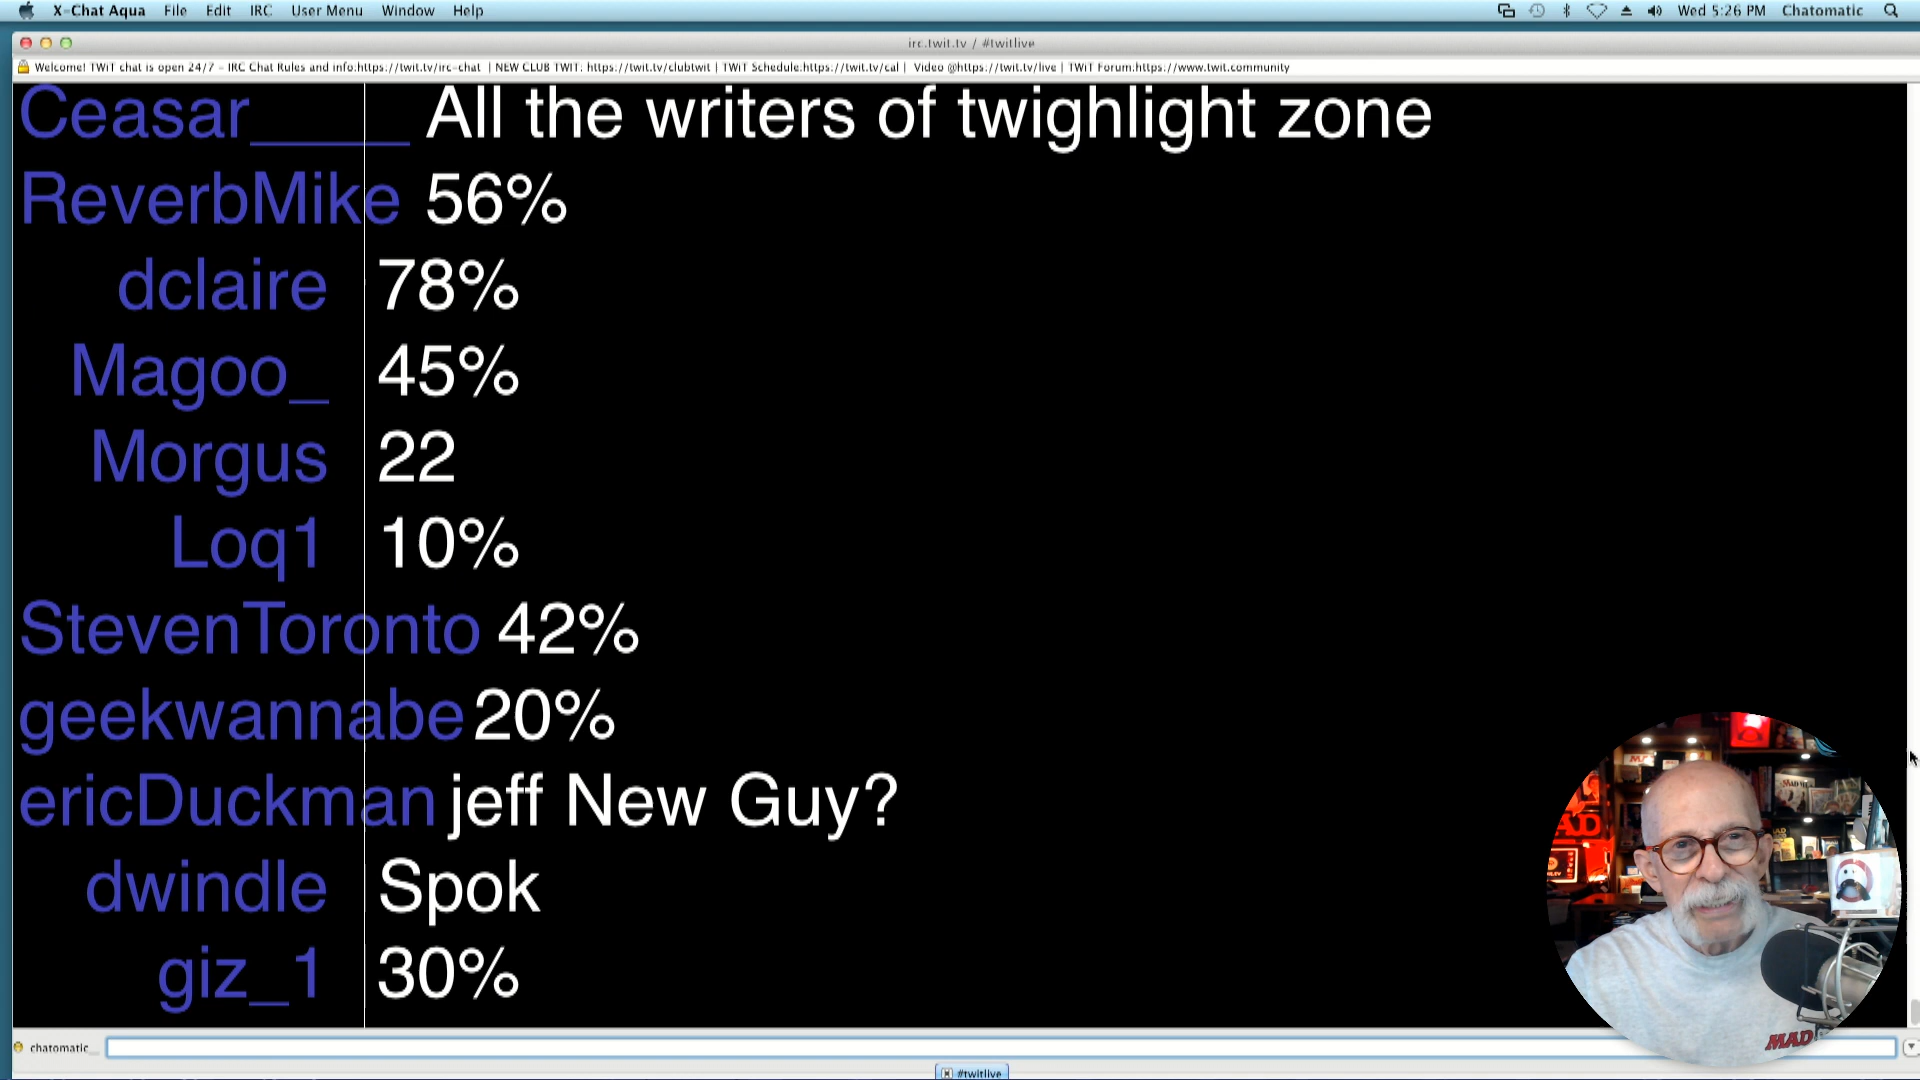 X-Chat Aqua File Edit IRC User Menu Window Help Wed 5:26 PM Chatomatic
irc.twit.tv / #twitlive
Welcome! TWiT chat is open 24/7 - IRC Chat Rules and info:https://twit.tv/irc-chat | NEW CLUB TWIT: https://twit.tv/clubtwit | TWiT Schedule:https://twit.tv/cal | Video @https://twit.tv/live | TWiT Forum:https://www.twit.community
Ceasar_____ All the writers of twighlight zone
ReverbMike 56%
dclaire 78%
Magoo_ 45%
Morgus 22
Loq1 10%
StevenToronto 42%
geekwannabe 20%
ericDuckman jeff New Guy?
dwindle Spok
giz_1 30%
MAD
chatomatic_
#twitlive